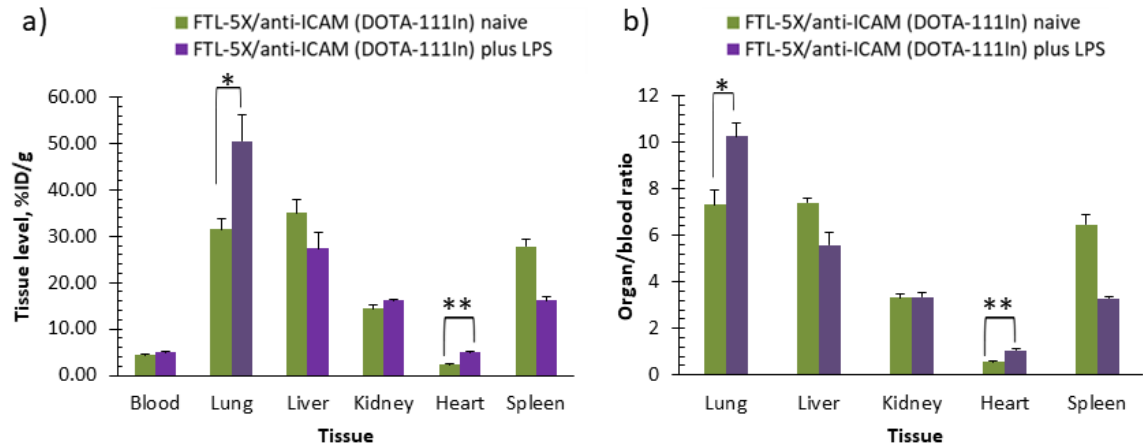 a)
FTL-5X/anti-ICAM (DOTA-111In) naive
FTL-5X/anti-ICAM (DOTA-111In) plus LPS
Tissue level, %ID/g
60.00
50.00
40.00
30.00
20.00
10.00
0.00
*
**
Blood Lung Liver Kidney Heart Spleen
Tissue
b)
FTL-5X/anti-ICAM (DOTA-111In) naive
FTL-5X/anti-ICAM (DOTA-111In) plus LPS
Organ/blood ratio
12
10
8
6
4
2
0
*
**
Lung Liver Kidney Heart Spleen
Tissue